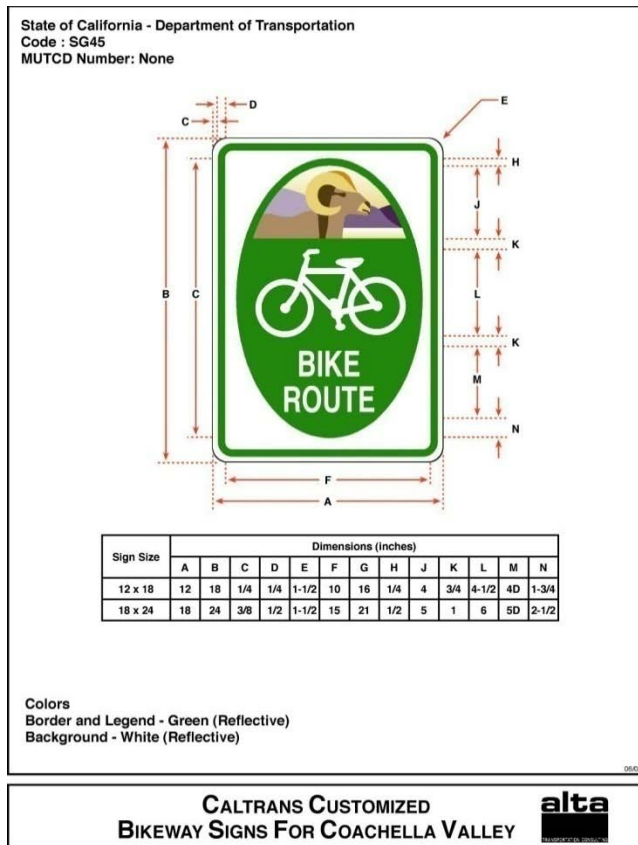 State of California - Department of Transportation
Code : SG45
MUTCD Number: None
D
E
C
H
J
K
B
C
L
BIKE
K
ROUTE
M
N
F
A
Sign Size
Dimensions (inches)
A B C D E F G H J K L M N
12 x 18 12 18 1/4 1/4 1-1/2 10 16 1/4 4 3/4 4-1/2 4D 1-3/4
18 x 24 18 24 3/8 1/2 1-1/2 15 21 1/2 5 1 6 5D 2-1/2
Colors
Border and Legend - Green (Reflective)
Background - White (Reflective)
CALTRANS CUSTOMIZED
BIKEWAY SIGNS FOR COACHELLA VALLEY
alta
TRANSPORTATION CONSULTING